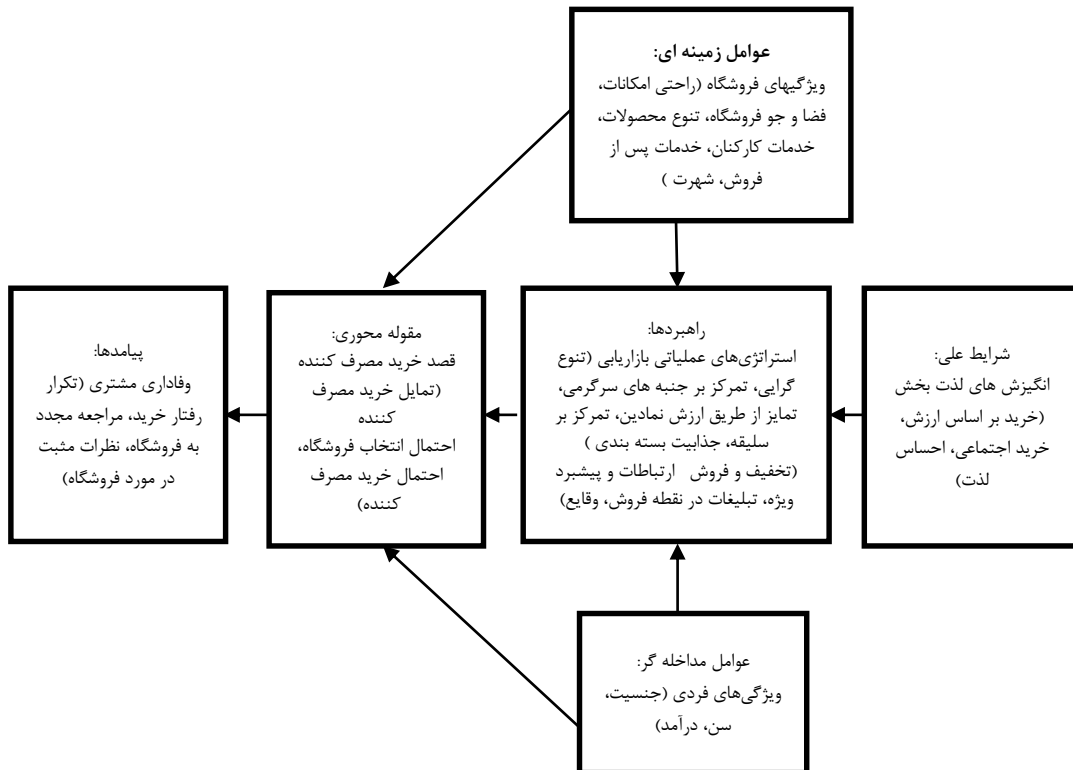 عوامل زمینه ای:
ویژگیهای فروشگاه (راحتی امکانات،
فضا و جو فروشگاه، تنوع محصولات،
خدمات کارکنان، خدمات پس از
فروش، شهرت )
شرایط علی:
انگیزش های لذت بخش
(خرید بر اساس ارزش،
خرید اجتماعی، احساس
لذت)
راهبردها:
استراتژی‌های عملیاتی بازاریابی (تنوع
گرایی، تمرکز بر جنبه های سرگرمی،
تمایز از طریق ارزش نمادین، تمرکز بر
سلیقه، جذابیت بسته بندی )
(تخفیف و فروش ارتباطات و پیشبرد
ویژه، تبلیغات در نقطه فروش، وقایع)
مقوله محوری:
قصد خرید مصرف کننده
(تمایل خرید مصرف
کننده
احتمال انتخاب فروشگاه،
احتمال خرید مصرف
کننده)
پیامدها:
وفاداری مشتری (تکرار
رفتار خرید، مراجعه مجدد
به فروشگاه، نظرات مثبت
در مورد فروشگاه)
عوامل مداخله گر:
ویژگی‌های فردی (جنسیت،
سن، درآمد)